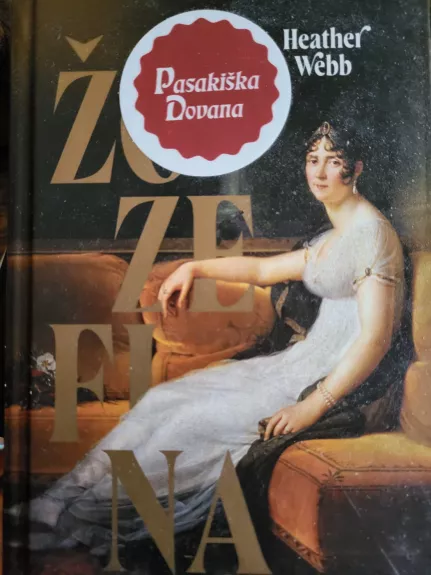 Heather
Webb
Pasakiška
Dovana
ŽO
ZE
FI
NA